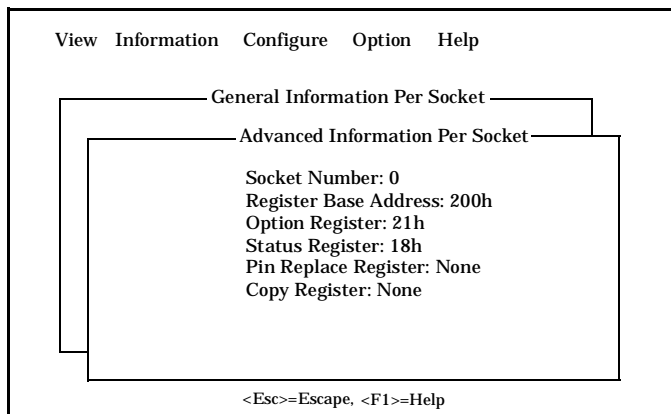 View Information Configure Option Help
General Information Per Socket
Advanced Information Per Socket
Socket Number: 0
Register Base Address: 200h
Option Register: 21h
Status Register: 18h
Pin Replace Register: None
Copy Register: None
<Esc>=Escape, <F1>=Help